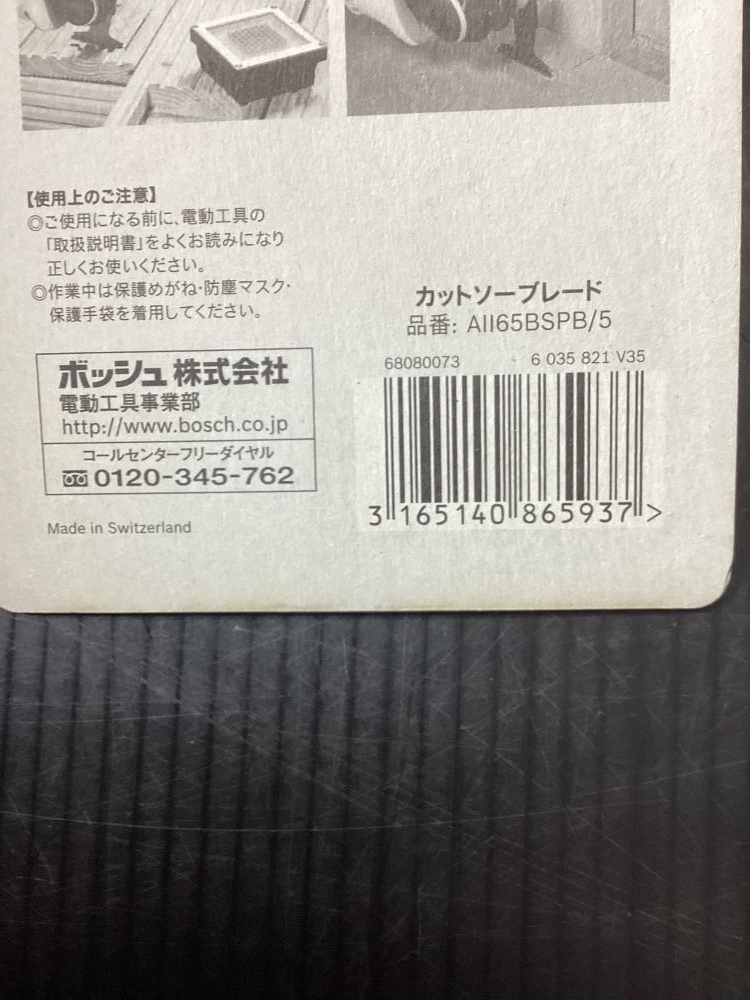 【使用上のご注意】
◎ご使用になる前に、電動工具の
「取扱説明書」をよくお読みになり
正しくお使いください。
◎作業中は保護めがね・防塵マスク・
保護手袋を着用してください。
ボッシュ株式会社
電動工具事業部
http://www.bosch.co.jp
コールセンターフリーダイヤル
0120-345-762
Made in Switzerland
カットソーブレード
品番: AII65BSPB/5
68080073 6 035 821 V35
3 165140 865937 >